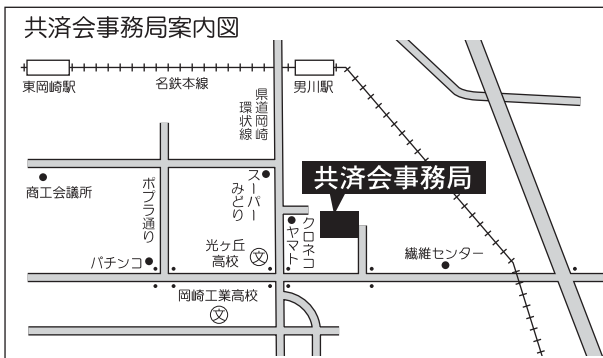 共済会事務局案内図
東岡崎駅
名鉄本線
男川駅
県道岡崎
環状線
共済会事務局
商工会議所
ポプラ通り
スーパー
みどり
クロネコ
ヤマト
光ヶ丘
高校
文
繊維センター
パチンコ
岡崎工業高校
文